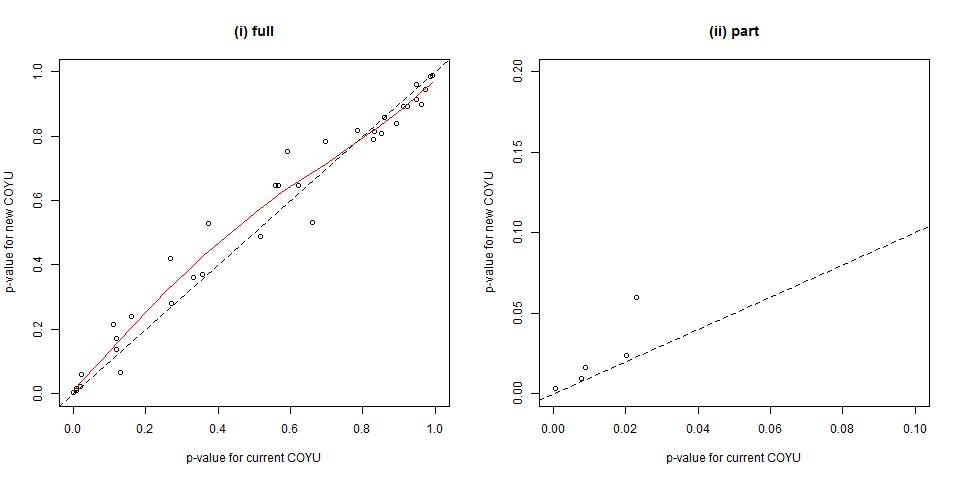 (i) full
p-value for new COYU
1.0
0.8
0.6
0.4
0.2
0.0
0.0 0.2 0.4 0.6 0.8 1.0
p-value for current COYU
(ii) part
p-value for new COYU
0.20
0.15
0.10
0.05
0.00
0.00 0.02 0.04 0.06 0.08 0.10
p-value for current COYU